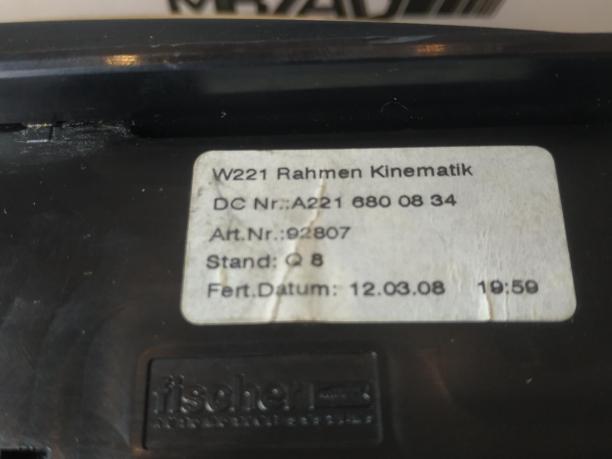 W221 Rahmen Kinematik
DC Nr.:A221 680 08 34
Art.Nr.:92807
Stand: Q 8
Fert.Datum: 12.03.08 19:59
fischer